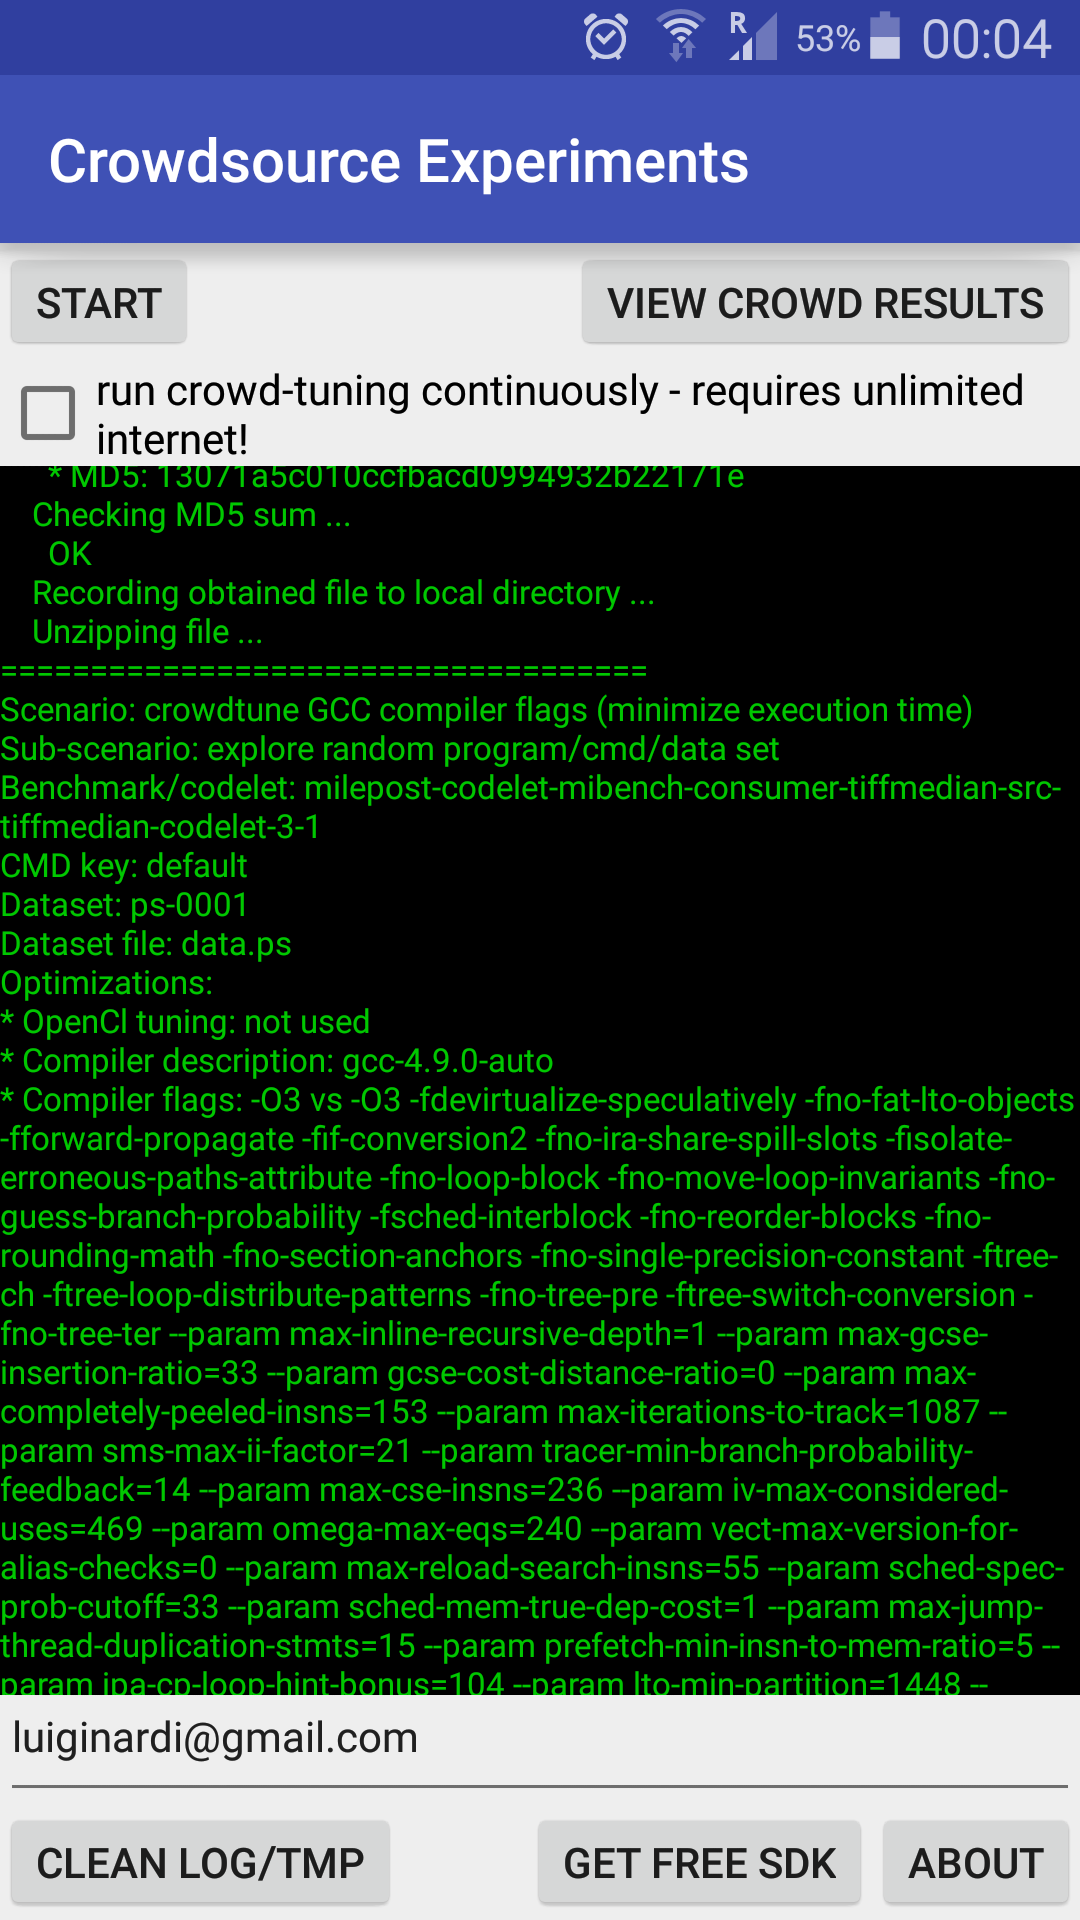 R 53% 00:04
Crowdsource Experiments
START VIEW CROWD RESULTS
run crowd-tuning continuously - requires unlimited
internet!
* MD5: 13071a5c010ccfbacd0994932b22171e
Checking MD5 sum ...
OK
Recording obtained file to local directory ...
Unzipping file ...
====================================
Scenario: crowdtune GCC compiler flags (minimize execution time)
Sub-scenario: explore random program/cmd/data set
Benchmark/codelet: milepost-codelet-mibench-consumer-tiffmedian-src-
tiffmedian-codelet-3-1
CMD key: default
Dataset: ps-0001
Dataset file: data.ps
Optimizations:
* OpenCl tuning: not used
* Compiler description: gcc-4.9.0-auto
* Compiler flags: -O3 vs -O3 -fdevirtualize-speculatively -fno-fat-lto-objects
-fforward-propagate -fif-conversion2 -fno-ira-share-spill-slots -fisolate-
erroneous-paths-attribute -fno-loop-block -fno-move-loop-invariants -fno-
guess-branch-probability -fsched-interblock -fno-reorder-blocks -fno-
rounding-math -fno-section-anchors -fno-single-precision-constant -ftree-
ch -ftree-loop-distribute-patterns -fno-tree-pre -ftree-switch-conversion -
fno-tree-ter --param max-inline-recursive-depth=1 --param max-gcse-
insertion-ratio=33 --param gcse-cost-distance-ratio=0 --param max-
completely-peeled-insns=153 --param max-iterations-to-track=1087 --
param sms-max-ii-factor=21 --param tracer-min-branch-probability-
feedback=14 --param max-cse-insns=236 --param iv-max-considered-
uses=469 --param omega-max-eqs=240 --param vect-max-version-for-
alias-checks=0 --param max-reload-search-insns=55 --param sched-spec-
prob-cutoff=33 --param sched-mem-true-dep-cost=1 --param max-jump-
thread-duplication-stmts=15 --param prefetch-min-insn-to-mem-ratio=5 --
param ipa-cp-loop-hint-bonus=104 --param lto-min-partition=1448 --
luiginardi@gmail.com
CLEAN LOG/TMP GET FREE SDK ABOUT